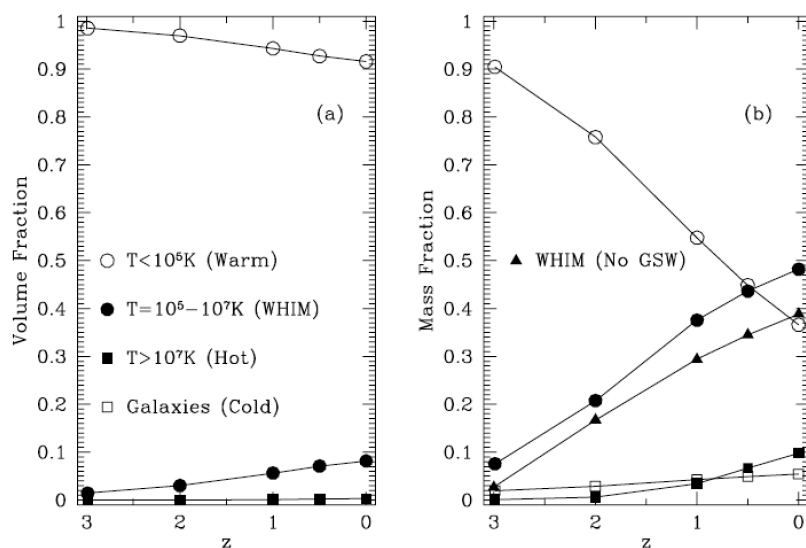 1
0.9
0.8
0.7
0.6
0.5
0.4
0.3
0.2
0.1
0
Volume Fraction
(a)
○ T<10⁵K (Warm)
● T=10⁵−10⁷K (WHIM)
■ T>10⁷K (Hot)
□ Galaxies (Cold)
3 2 1 0
z
1
0.9
0.8
0.7
0.6
0.5
0.4
0.3
0.2
0.1
0
Mass Fraction
(b)
▲ WHIM (No GSW)
3 2 1 0
z